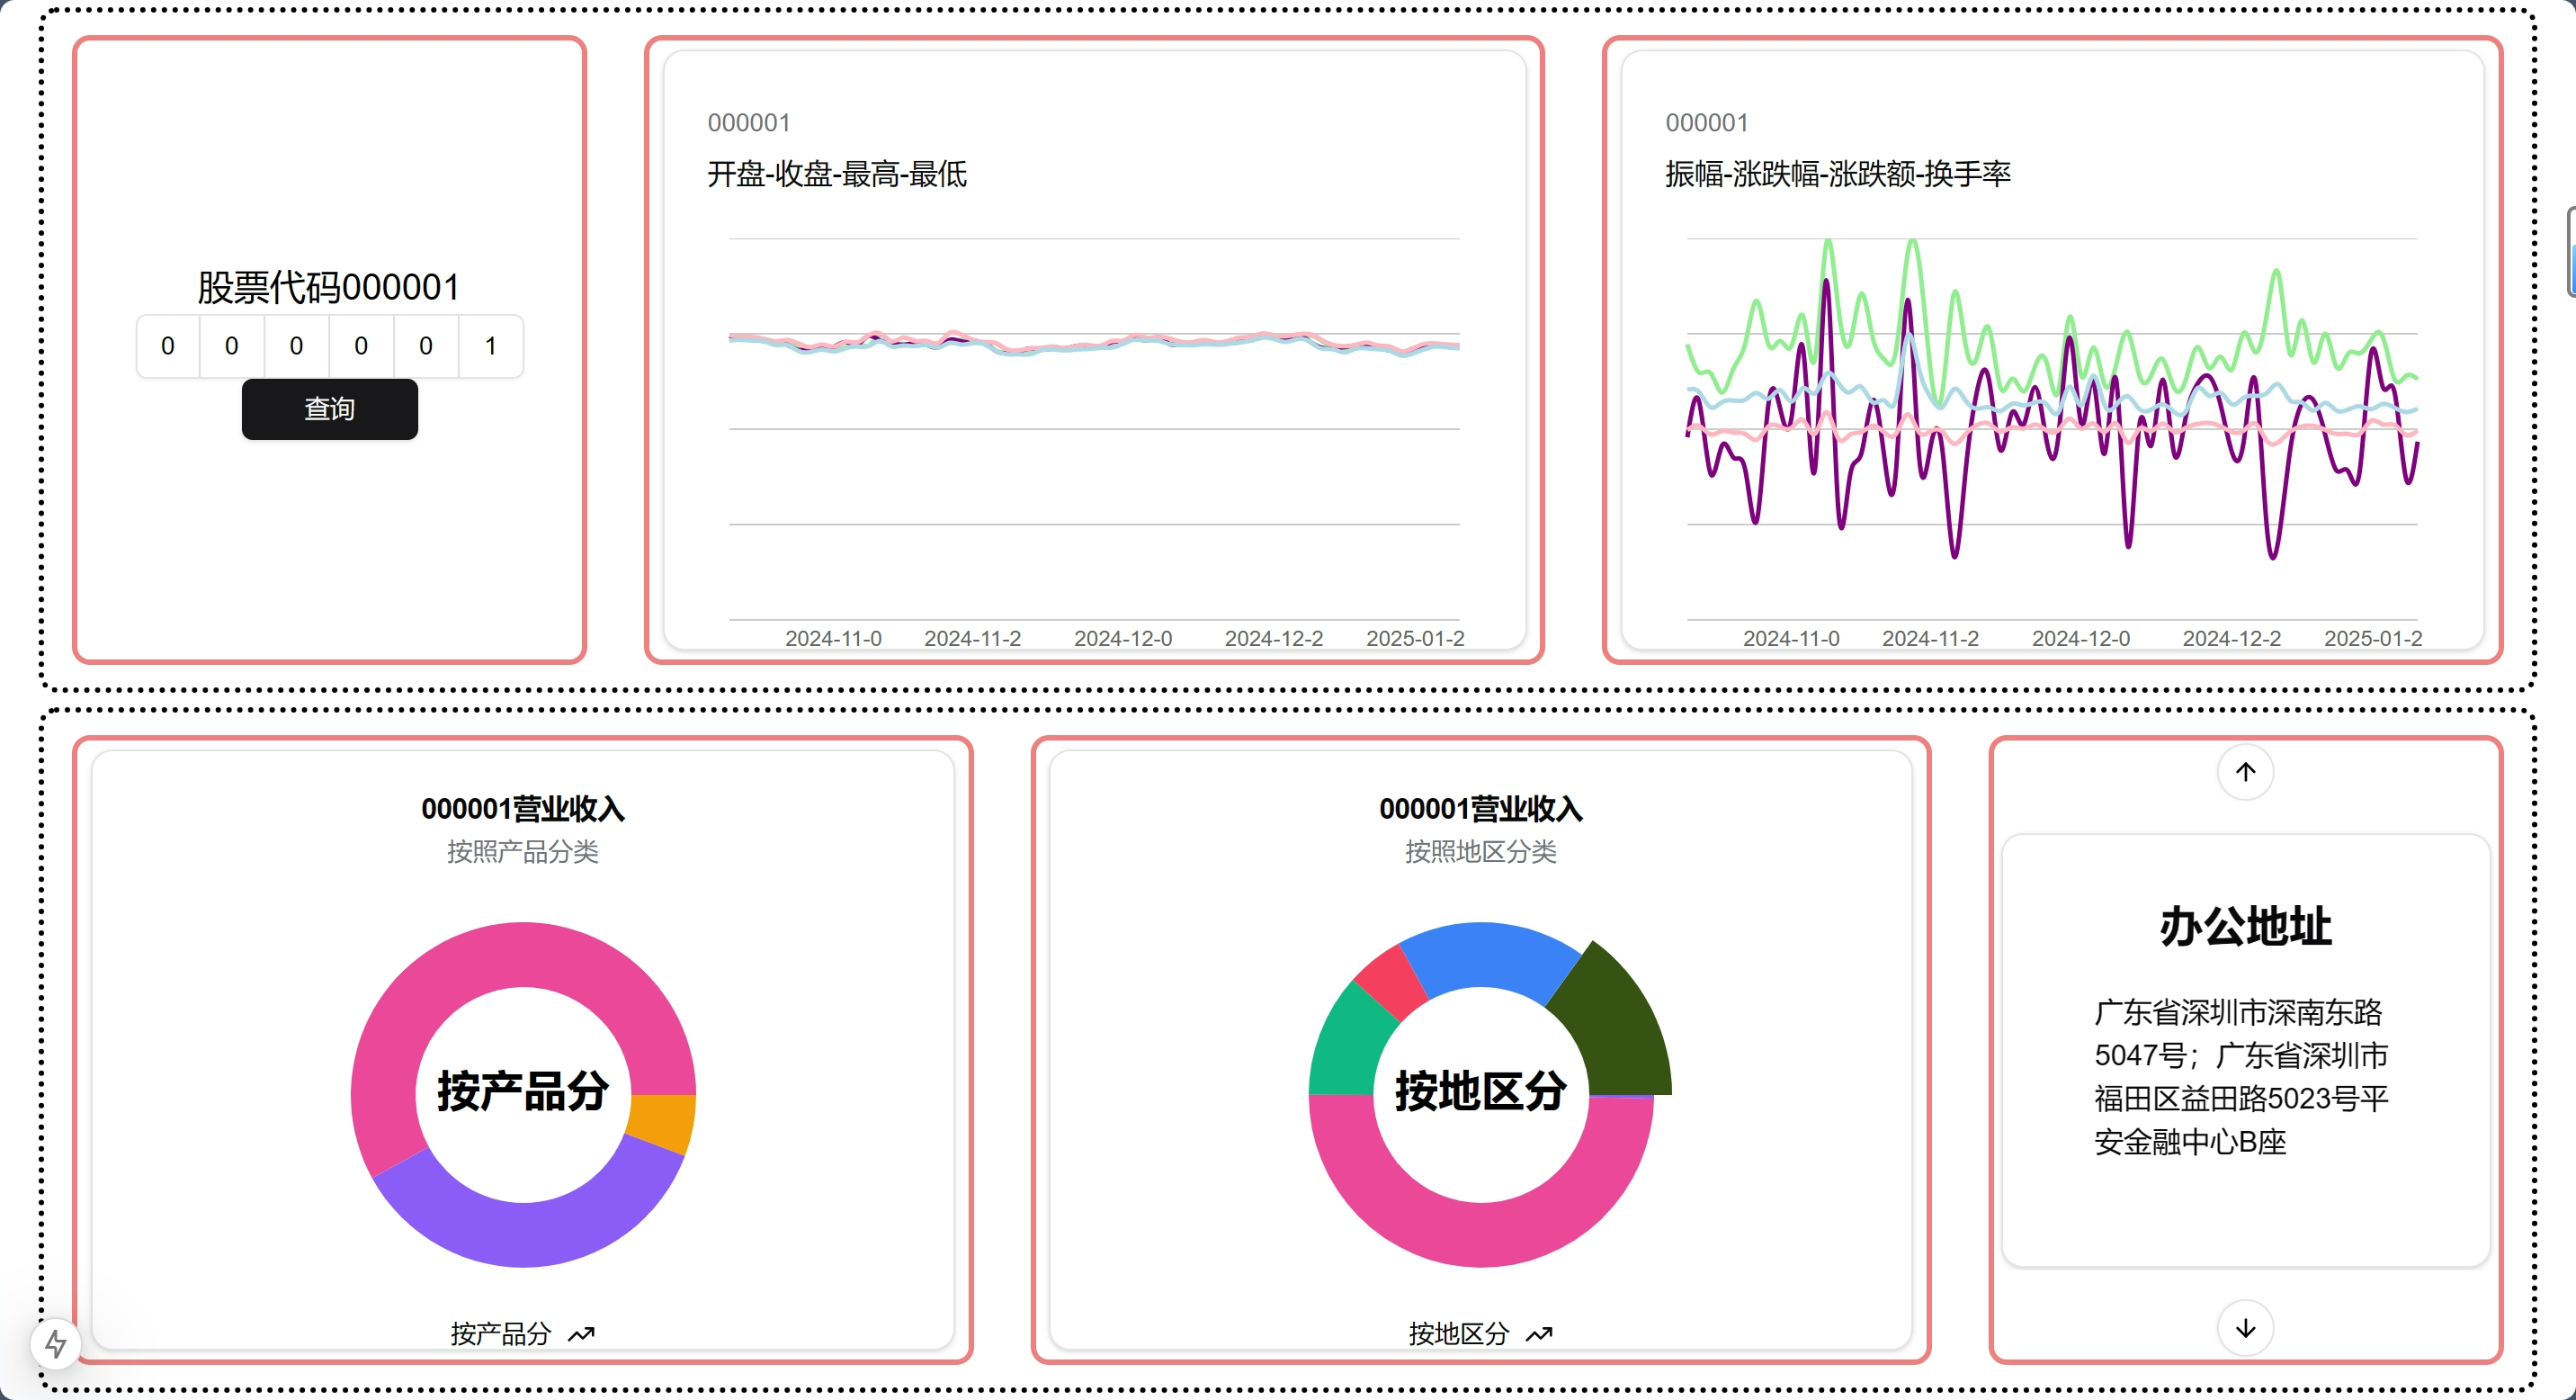 股票代码000001
0 0 0 0 0 1
查询
000001
开盘-收盘-最高-最低
2024-11-0 2024-11-2 2024-12-0 2024-12-2 2025-01-2
000001
振幅-涨跌幅-涨跌额-换手率
2024-11-0 2024-11-2 2024-12-0 2024-12-2 2025-01-2
000001营业收入
按照产品分类
按产品分
按产品分
000001营业收入
按照地区分类
按地区分
按地区分
办公地址
广东省深圳市深南东路
5047号；广东省深圳市
福田区益田路5023号平
安金融中心B座